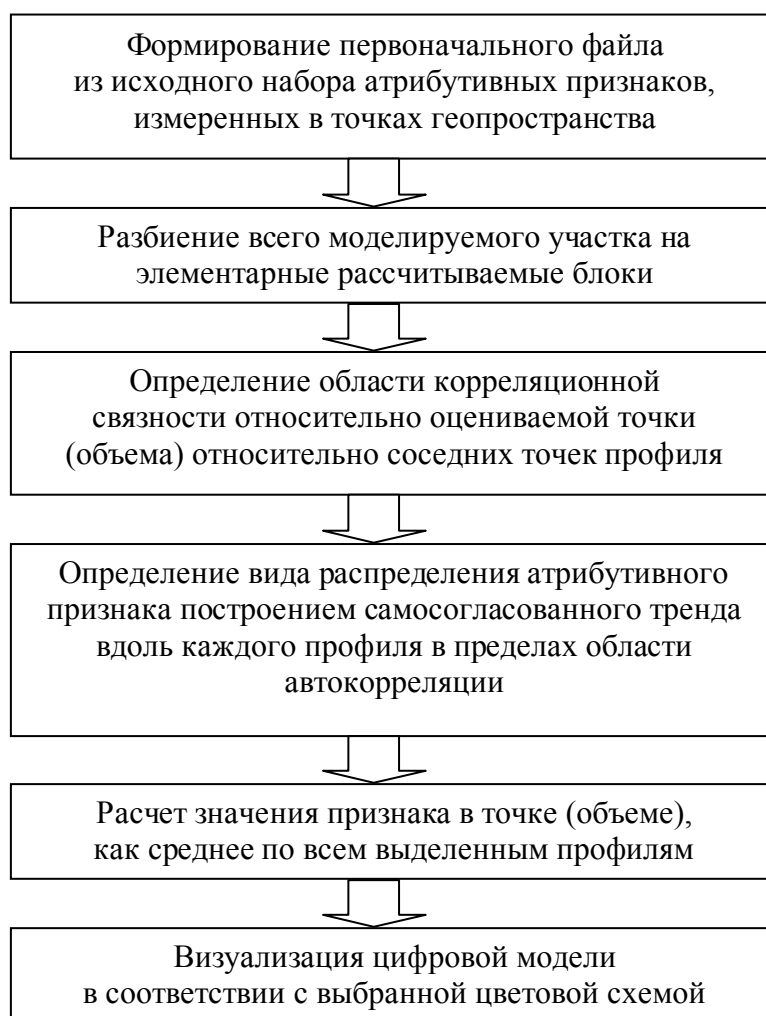 Формирование первоначального файла
из исходного набора атрибутивных признаков,
измеренных в точках геопространства
Разбиение всего моделируемого участка на
элементарные рассчитываемые блоки
Определение области корреляционной
связности относительно оцениваемой точки
(объема) относительно соседних точек профиля
Определение вида распределения атрибутивного
признака построением самосогласованного тренда
вдоль каждого профиля в пределах области
автокорреляции
Расчет значения признака в точке (объеме),
как среднее по всем выделенным профилям
Визуализация цифровой модели
в соответствии с выбранной цветовой схемой